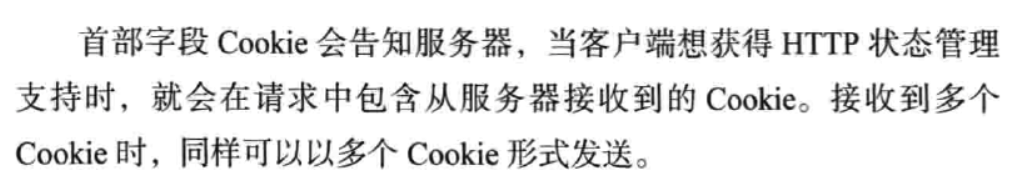 首部字段 Cookie 会告知服务器，当客户端想获得 HTTP 状态管理
支持时，就会在请求中包含从服务器接收到的 Cookie。接收到多个
Cookie 时，同样可以以多个 Cookie 形式发送。